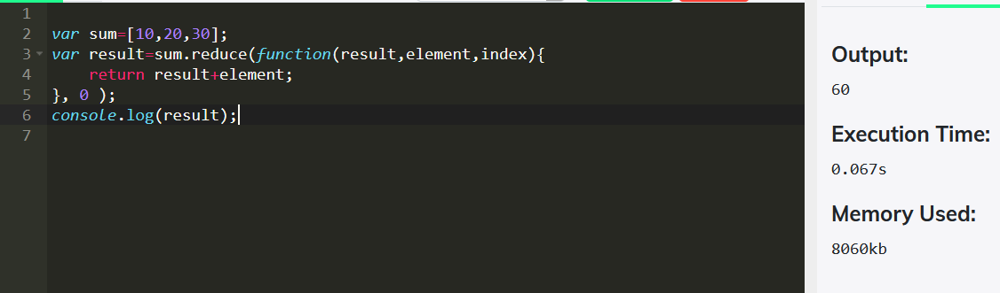 1
2 var sum=[10,20,30];
3 var result=sum.reduce(function(result,element,index){
4     return result+element;
5 }, 0 );
6 console.log(result);
7
Output:
60
Execution Time:
0.067s
Memory Used:
8060kb